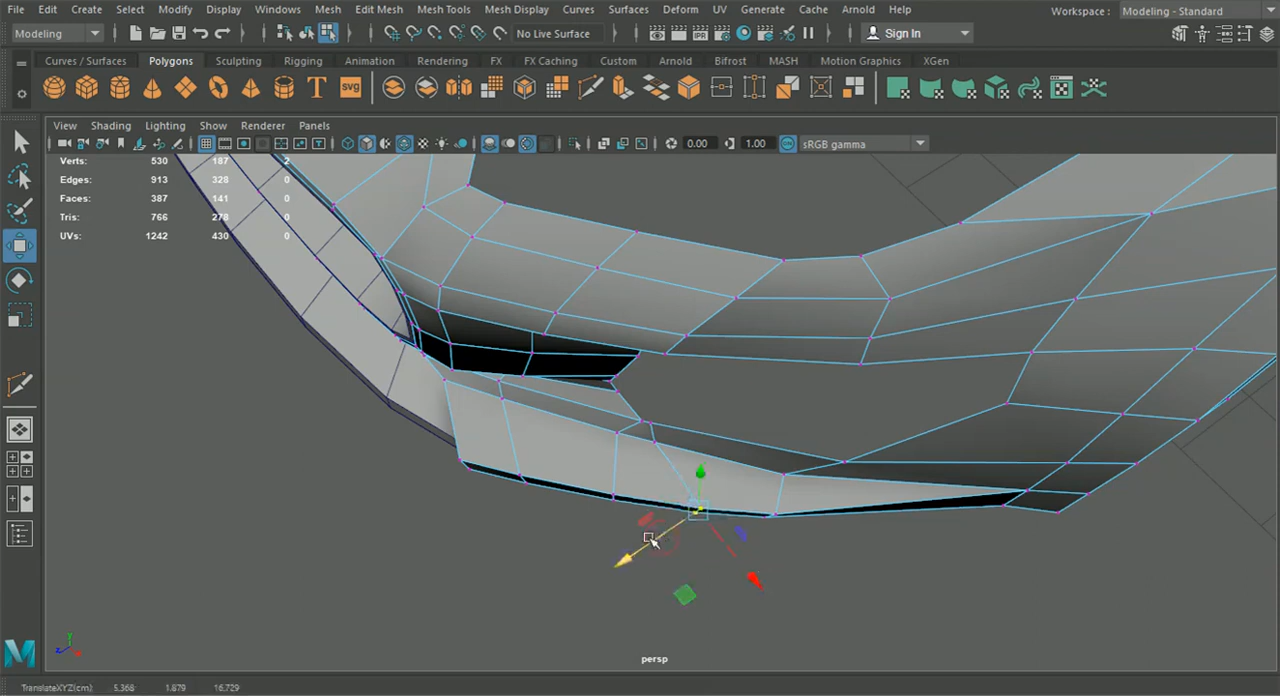 File Edit Create Select Modify Display Windows Mesh Edit Mesh Mesh Tools Mesh Display Curves Surfaces Deform UV Generate Cache Arnold Help Workspace : Modeling - Standard
Modeling No Live Surface Sign In
Curves / Surfaces Polygons Sculpting Rigging Animation Rendering FX FX Caching Custom Arnold Bifrost MASH Motion Graphics XGen
T svg
View Shading Lighting Show Renderer Panels
0.00 1.00 sRGB gamma
Verts: 530 187 2
Edges: 913 328 0
Faces: 387 141 0
Tris: 766 278 0
UVs: 1242 430 0
y
z x
persp
M
TranslateXYZ(cm): 5.368 1.879 16.729